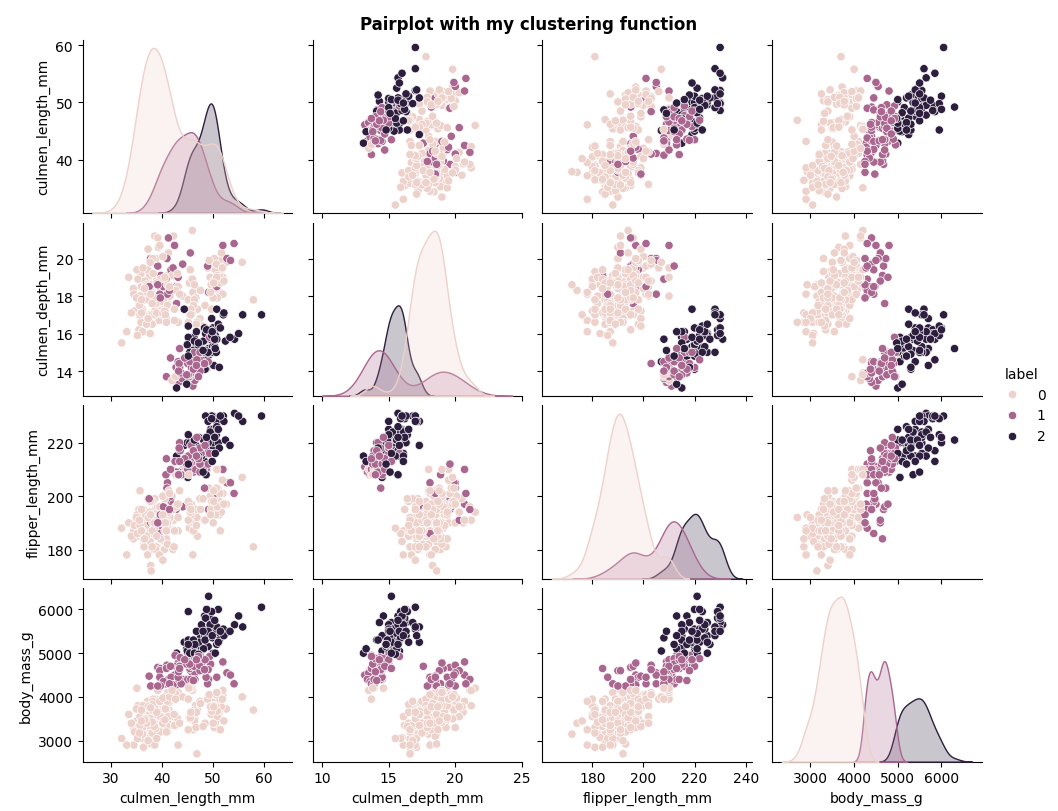 Pairplot with my clustering function
60
50
40
culmen_length_mm
20
18
16
14
culmen_depth_mm
label
0
1
2
220
200
180
flipper_length_mm
6000
5000
4000
3000
body_mass_g
30 40 50 60
10 15 20 25
180 200 220 240
3000 4000 5000 6000
culmen_length_mm
culmen_depth_mm
flipper_length_mm
body_mass_g